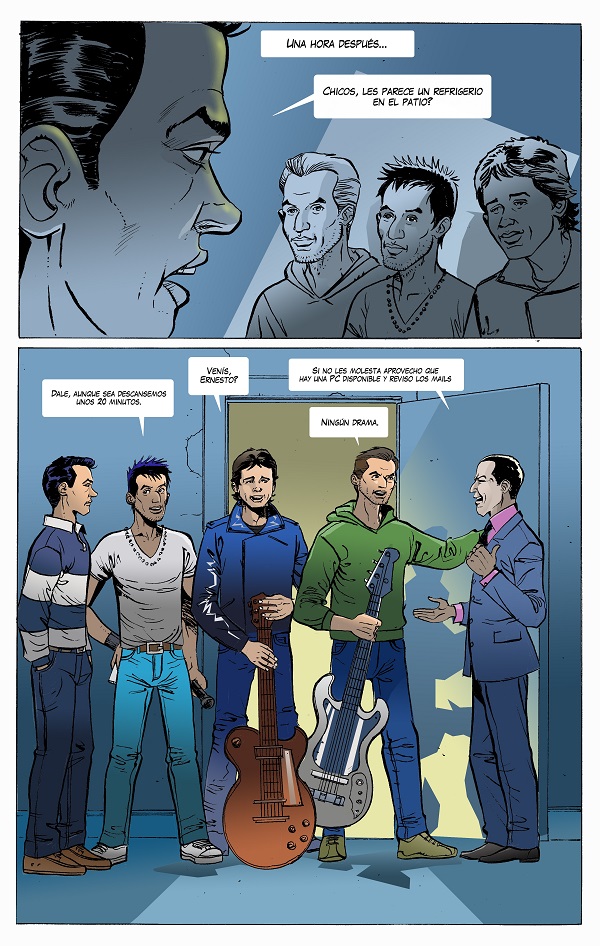 UNA HORA DESPUÉS...
CHICOS, LES PARECE UN REFRIGERIO
EN EL PATIO?
DALE, AUNQUE SEA DESCANSEMOS
UNOS 20 MINUTOS.
VENÍS,
ERNESTO?
SI NO LES MOLESTA APROVECHO QUE
HAY UNA PC DISPONIBLE Y REVISO LOS MAILS
NINGÚN DRAMA.